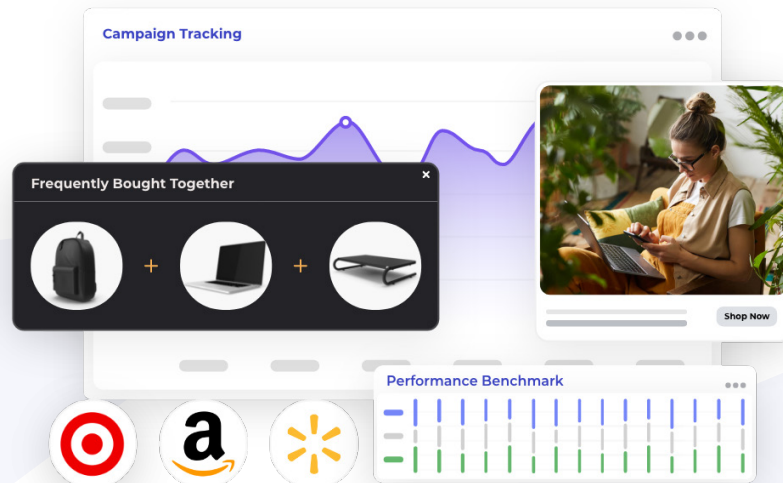 Campaign Tracking
Frequently Bought Together
Shop Now
Performance Benchmark
a